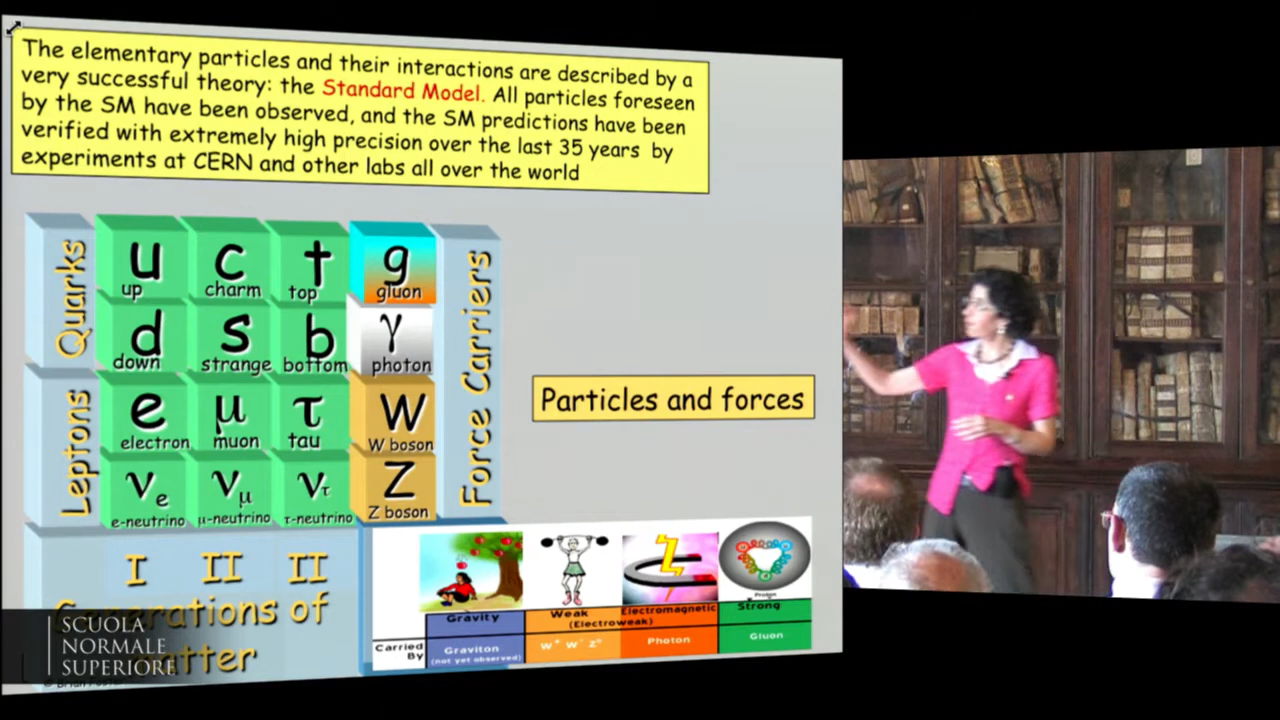 The elementary particles and their interactions are described by a
very successful theory: the Standard Model. All particles foreseen
by the SM have been observed, and the SM predictions have been
verified with extremely high precision over the last 35 years by
experiments at CERN and other labs all over the world
Quarks
u
up
c
charm
t
top
g
gluon
d
down
s
strange
b
bottom
γ
photon
Force Carriers
Leptons
e
electron
μ
muon
τ
tau
W
W boson
νe
e-neutrino
νμ
μ-neutrino
ντ
τ-neutrino
Z
Z boson
Particles and forces
I II II
Generations of
SCUOLA
NORMALE
SUPERIORE
© Brian
Proton
Gravity
Weak
(Electroweak)
Electromagnetic
Strong
Carried
By
Graviton
(not yet observed)
W⁺ W⁻ Z⁰
Photon
Gluon